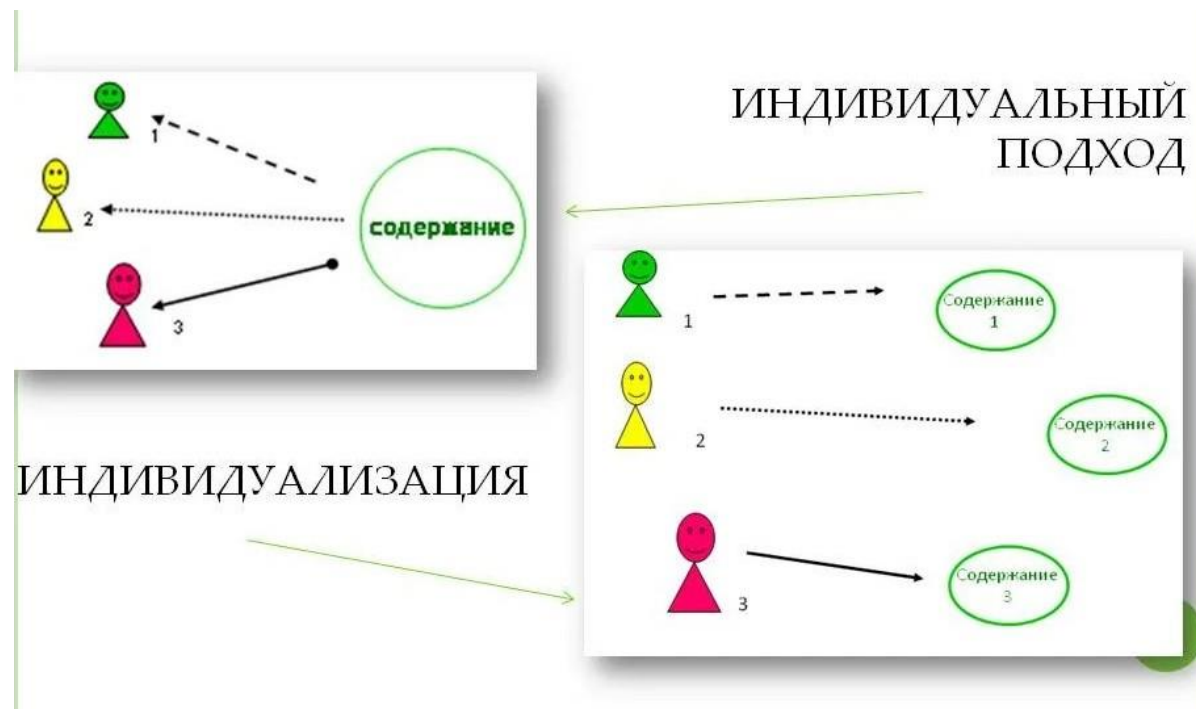 ИНДИВИДУАЛЬНЫЙ
ПОДХОД
1
2
3
содержание
ИНДИВИДУАЛИЗАЦИЯ
1
Содержание
1
2
Содержание
2
3
Содержание
3